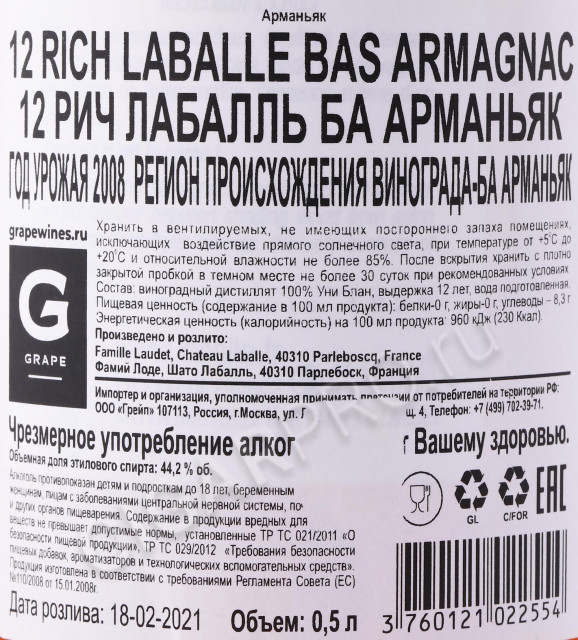 Арманьяк
12 RICH LABALLE BAS ARMAGNAC
12 РИЧ ЛАБАЛЛЬ БА АРМАНЬЯК
ГОД УРОЖАЯ 2008 РЕГИОН ПРОИСХОЖДЕНИЯ ВИНОГРАДА-БА АРМАНЬЯК
grapewines.ru
G
GRAPE
Хранить в вентилируемых, не имеющих постороннего запаха помещениях,
исключающих воздействие прямого солнечного света, при температуре от +5°С до
+20°С и относительной влажности не более 85%. После вскрытия хранить с плотно
закрытой пробкой в темном месте не более 30 суток при рекомендованных условиях
Состав: виноградный дистиллят 100% Уни Блан, выдержка 12 лет, вода подготовленная.
Пищевая ценность (содержание в 100 мл продукта): белки-0 г, жиры-0 г, углеводы – 8,3 г
Энергетическая ценность (калорийность) на 100 мл продукта: 960 кДж (230 Ккал).
Произведено и розлито:
Famille Laudet, Chateau Laballe, 40310 Parleboscq, France
Фамий Лоде, Шато Лабалль, 40310 Парлебоск, Франция
Импортер и организация, уполномоченная принимать претензии от потребителей на территории РФ:
ООО «Грейп» 107113, Россия, г.Москва, ул. щ. 4, Телефон: +7 (499) 702-39-71.
Чрезмерное употребление алког т Вашему здоровью.
Объемная доля этилового спирта: 44,2 % об.
Алкоголь противопоказан детям и подросткам до 18 лет, беременным
женщинам, лицам с заболеваниями центральной нервной системы, по
и других органов пищеварения. Содержание в продукции вредных для
веществ не превышает допустимые нормы, установленные ТР ТС 021/2011 «О
безопасности пищевой продукции», ТР ТС 029/2012 «Требования безопасности
пищевых добавок, ароматизаторов и технологических вспомогательных средств».
Продукция изготовлена в соответствии с требованиями Регламента Совета (ЕС)
№110/2008 от 15.01.2008г.
GL
C/FOR
EAC
Дата розлива: 18-02-2021 Объем: 0,5 л
3 760121 022554